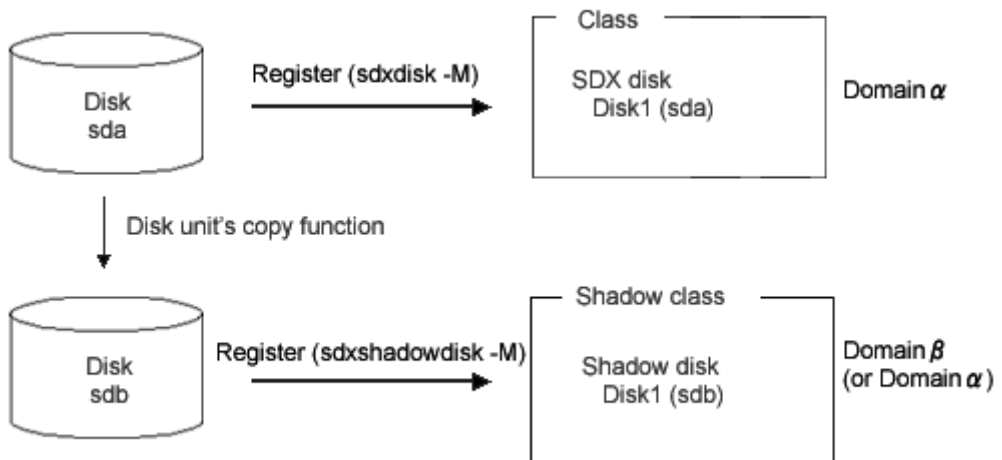 Class
Register (sdxdisk -M)
SDX disk
Disk1 (sda)
Domain α
Disk
sda
Disk unit's copy function
Shadow class
Register (sdxshadowdisk -M)
Shadow disk
Disk1 (sdb)
Domain β
(or Domain α)
Disk
sdb